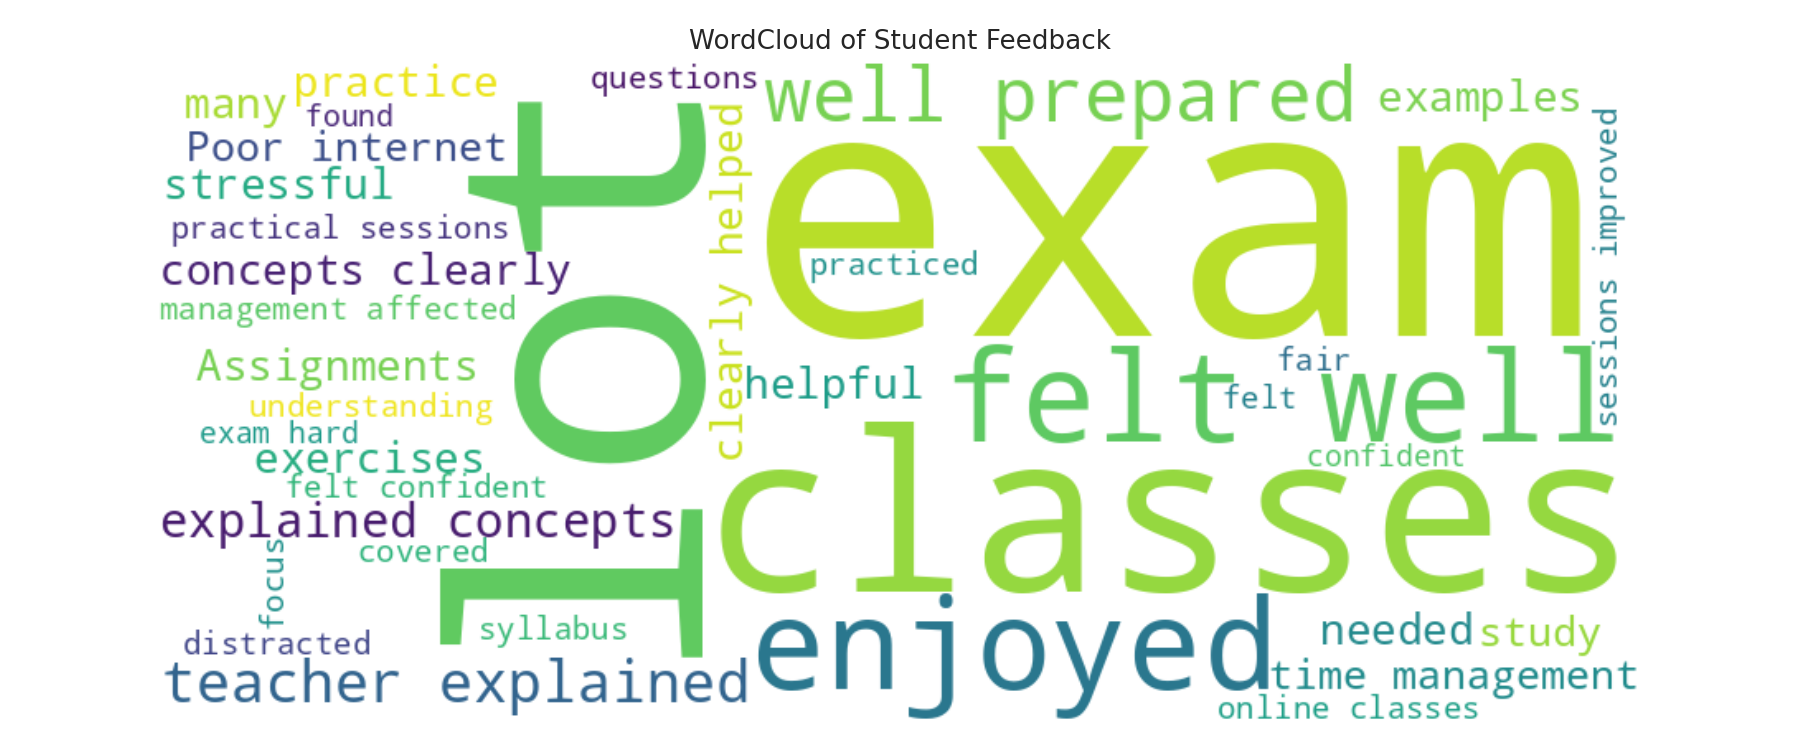 WordCloud of Student Feedback
practice
many
found
questions
well prepared
examples
Poor internet
stressful
practical sessions
concepts clearly
management affected
lot
clearly helped
exam
practiced
sessions improved
Assignments
understanding
exam hard
exercises
felt confident
helpful
felt well
fair
felt
confident
classes
explained concepts
covered
focus
syllabus
distracted
teacher explained
enjoyed
needed
study
time management
online classes